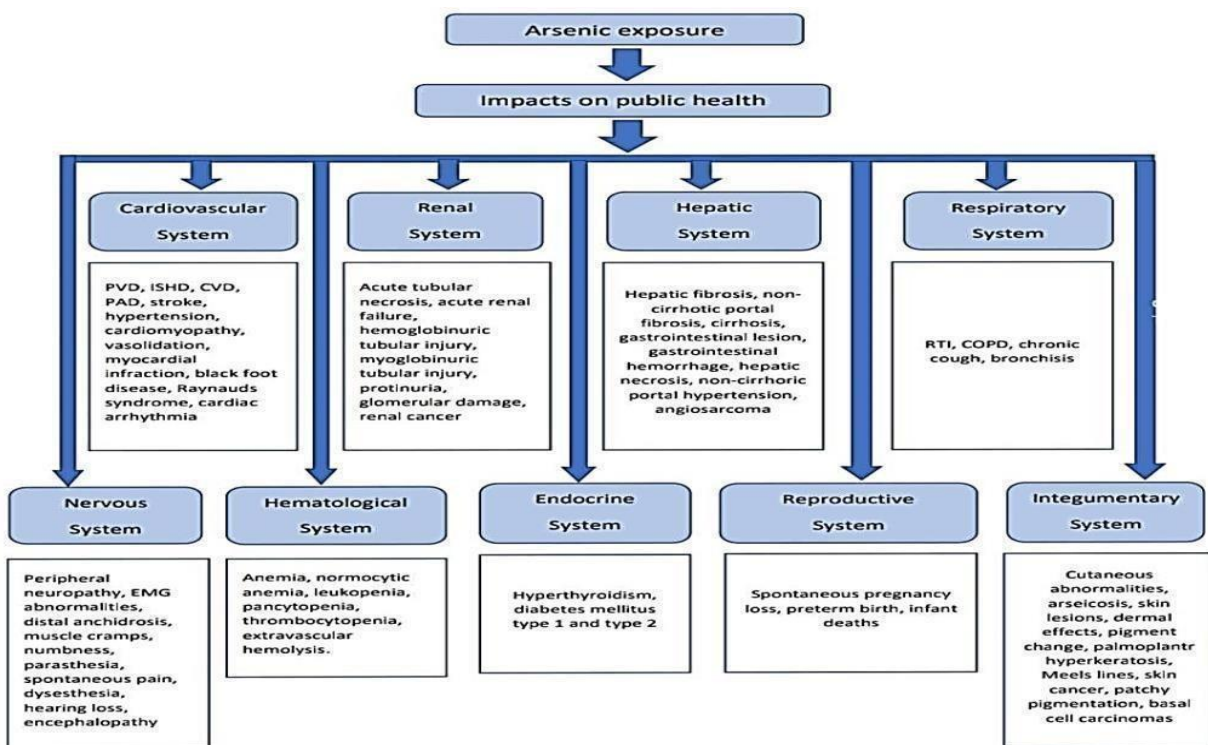 Arsenic exposure
Impacts on public health
Cardiovascular
System
Renal
System
Hepatic
System
Respiratory
System
PVD, ISHD, CVD,
PAD, stroke,
hypertension,
cardiomyopathy,
vasolidation,
myocardial
infraction, black foot
disease, Raynauds
syndrome, cardiac
arrhythmia
Acute tubular
necrosis, acute renal
failure,
hemoglobinuric
tubular injury,
myoglobinuric
tubular injury,
protinuria,
glomerular damage,
renal cancer
Hepatic fibrosis, non-
cirrhotic portal
fibrosis, cirrhosis,
gastrointestinal lesion,
gastrointestinal
hemorrhage, hepatic
necrosis, non-cirrhoric
portal hypertension,
angiosarcoma
RTI, COPD, chronic
cough, bronchisis
Nervous
System
Hematological
System
Endocrine
System
Reproductive
System
Integumentary
System
Peripheral
neuropathy, EMG
abnormalities,
distal anchidrosis,
muscle cramps,
numbness,
parasthesia,
spontaneous pain,
dysesthesia,
hearing loss,
encephalopathy
Anemia, normocytic
anemia, leukopenia,
pancytopenia,
thrombocytopenia,
extravascular
hemolysis.
Hyperthyroidism,
diabetes mellitus
type 1 and type 2
Spontaneous pregnancy
loss, preterm birth, infant
deaths
Cutaneous
abnormalities,
arseicosis, skin
lesions, dermal
effects, pigment
change, palmoplantr
hyperkeratosis,
Meels lines, skin
cancer, patchy
pigmentation, basal
cell carcinomas